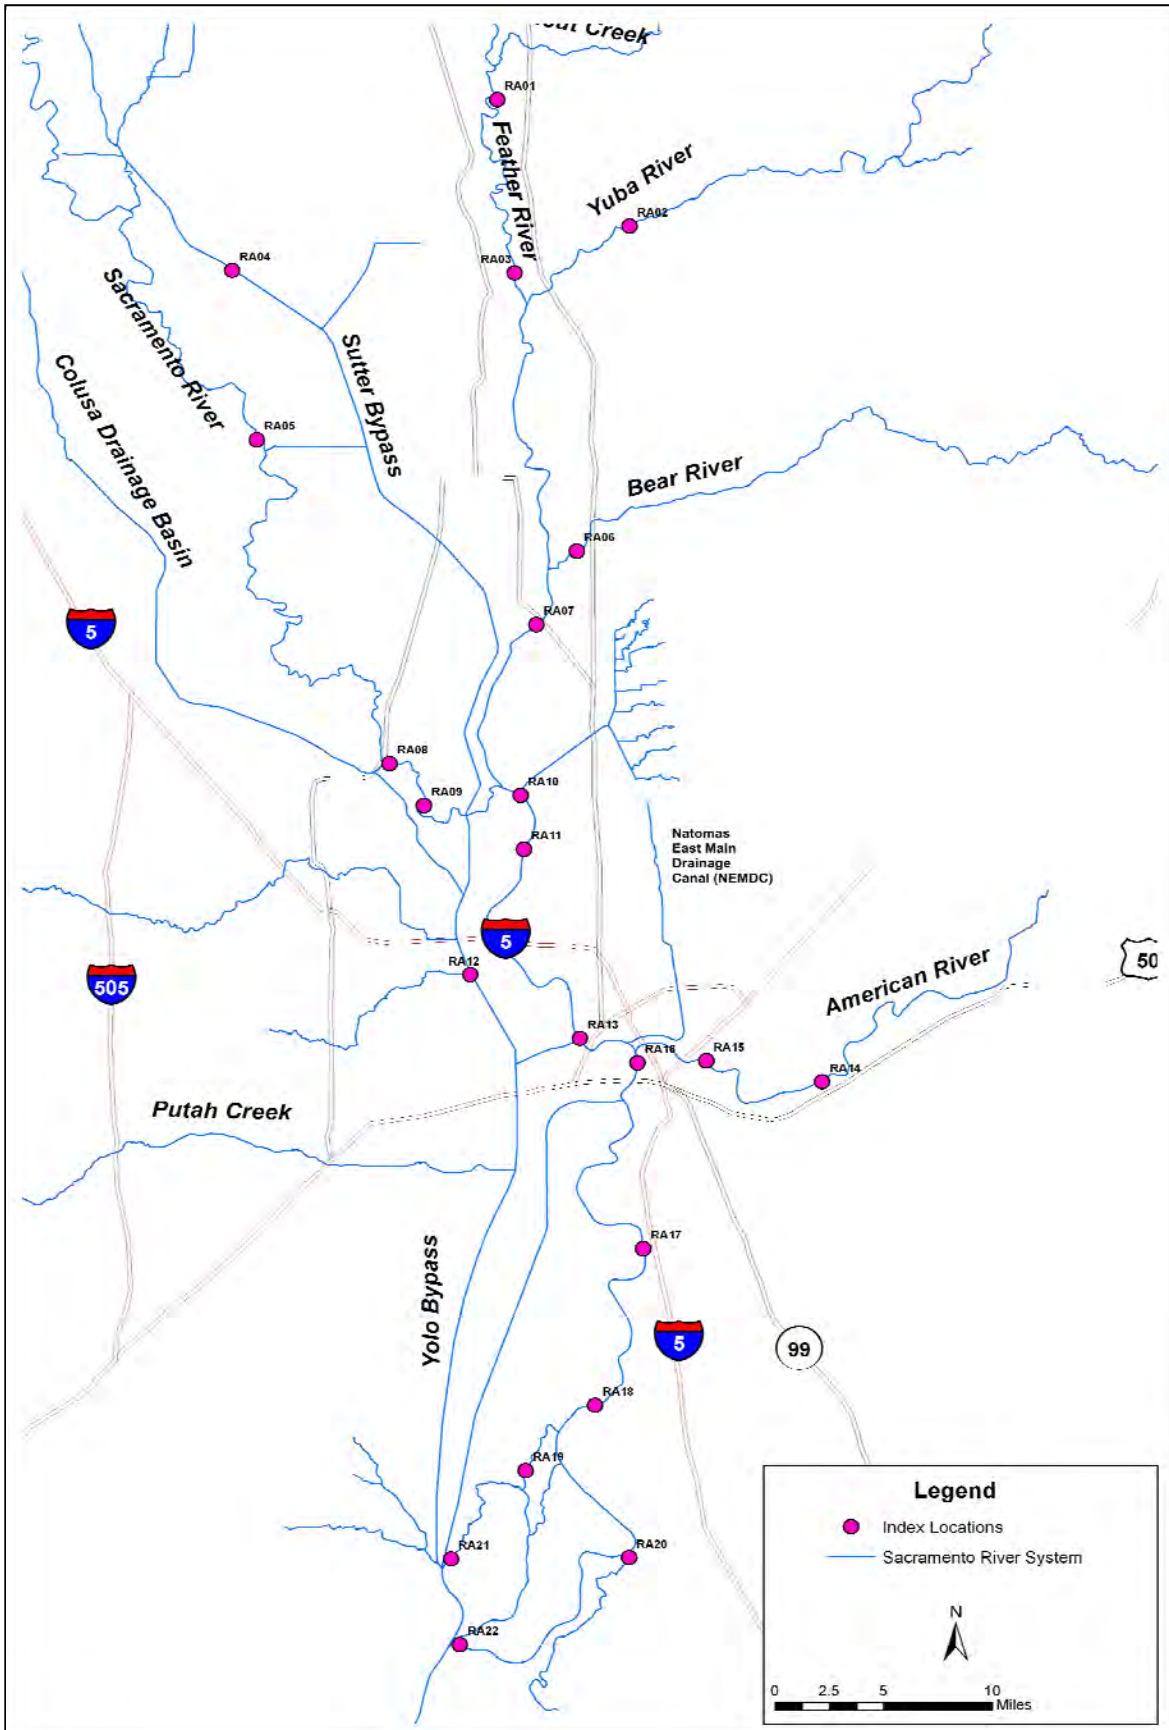 Creek
RA01
Feather River
Yuba River
RA02
RA04
RA03
Sacramento River
Sutter Bypass
Colusa Drainage Basin
RA05
Bear River
RA06
RA07
5
RA08
RA10
RA09
RA11
Natomas
East Main
Drainage
Canal (NEMDC)
5
RA12
505
American River
50
RA13
RA16
RA15
RA14
Putah Creek
RA17
Yolo Bypass
5
99
RA18
RA19
RA21
RA20
RA22
Legend
Index Locations
Sacramento River System
N
0 2.5 5 10
Miles